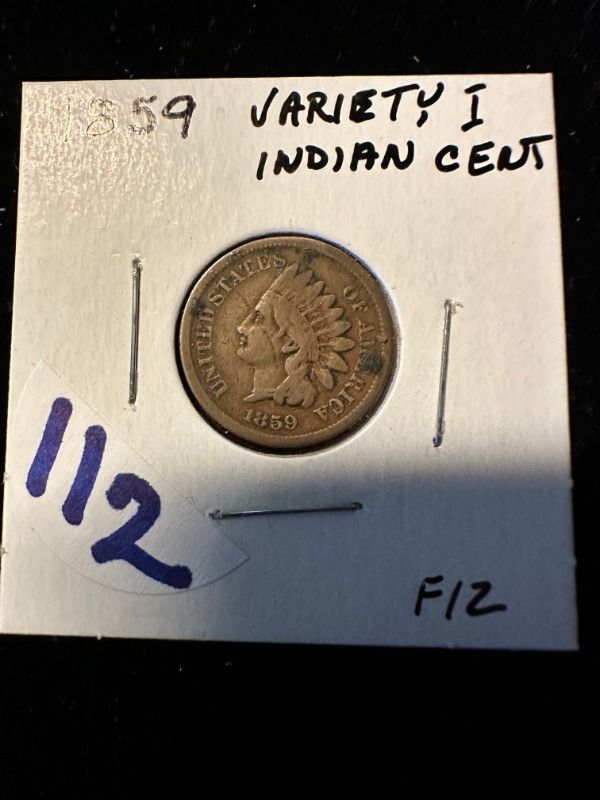 1859 VARIETY I
INDIAN CENT
UNITED STATES OF AMERICA
1859
112
F12